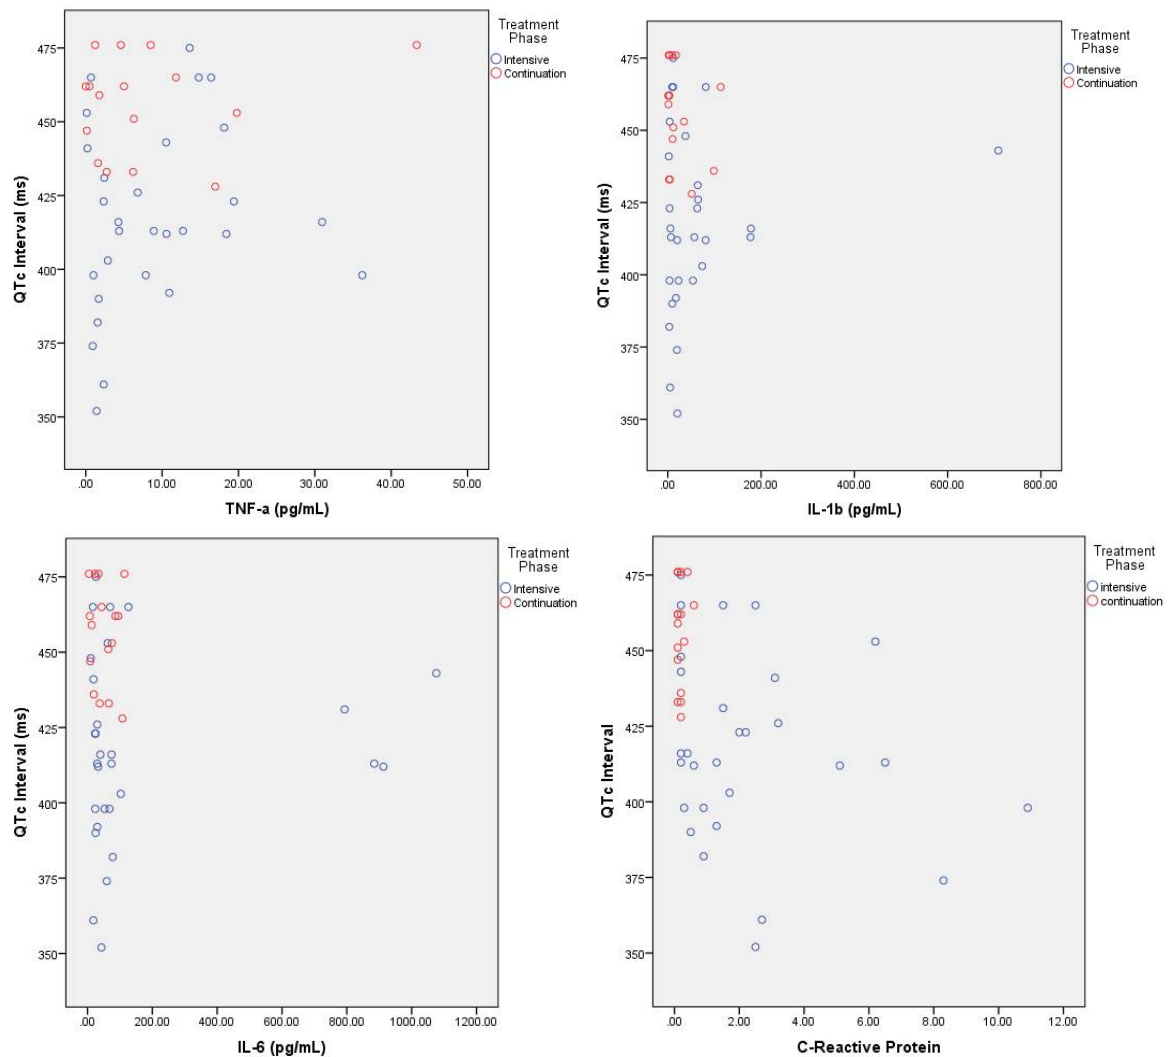 Treatment
Phase
Intensive
Continuation
475
450
425
400
375
350
QTc Interval (ms)
.00 10.00 20.00 30.00 40.00 50.00
TNF-a (pg/mL)
Treatment
Phase
Intensive
Continuation
475
450
425
400
375
350
QTc Interval (ms)
.00 200.00 400.00 600.00 800.00
IL-1b (pg/mL)
Treatment
Phase
Intensive
Continuation
475
450
425
400
375
350
QTc Interval (ms)
.00 200.00 400.00 600.00 800.00 1000.00 1200.00
IL-6 (pg/mL)
Treatment
Phase
intensive
continuation
475
450
425
400
375
350
QTc Interval
.00 2.00 4.00 6.00 8.00 10.00 12.00
C-Reactive Protein